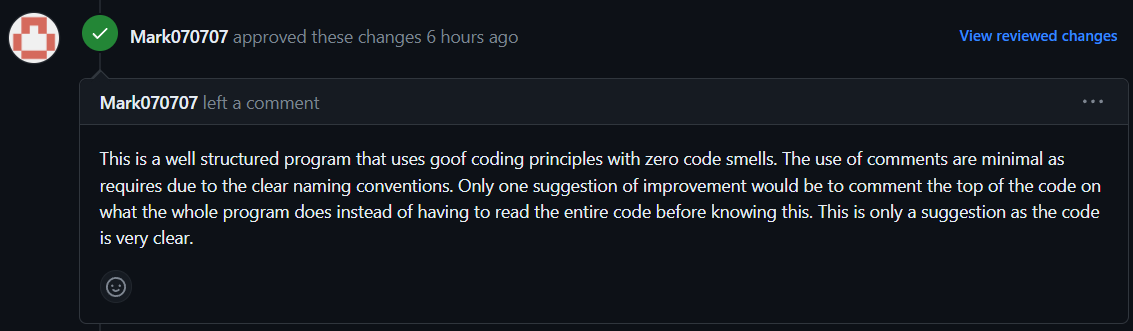 Mark070707 approved these changes 6 hours ago View reviewed changes
Mark070707 left a comment
This is a well structured program that uses goof coding principles with zero code smells. The use of comments are minimal as
requires due to the clear naming conventions. Only one suggestion of improvement would be to comment the top of the code on
what the whole program does instead of having to read the entire code before knowing this. This is only a suggestion as the code
is very clear.